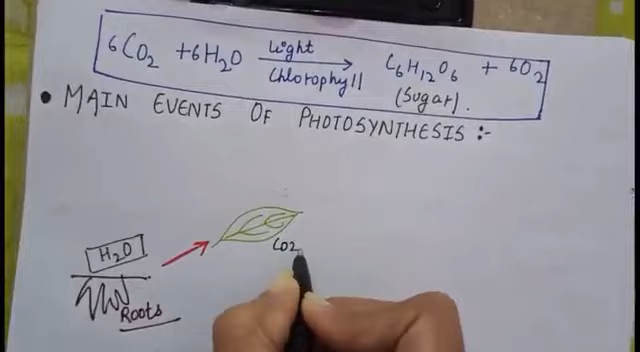 6CO2 + 6H2O Light Chlorophyll C6H12O6 + 6O2
(Sugar).
• MAIN EVENTS OF PHOTOSYNTHESIS :-
H2O
CO2
Roots